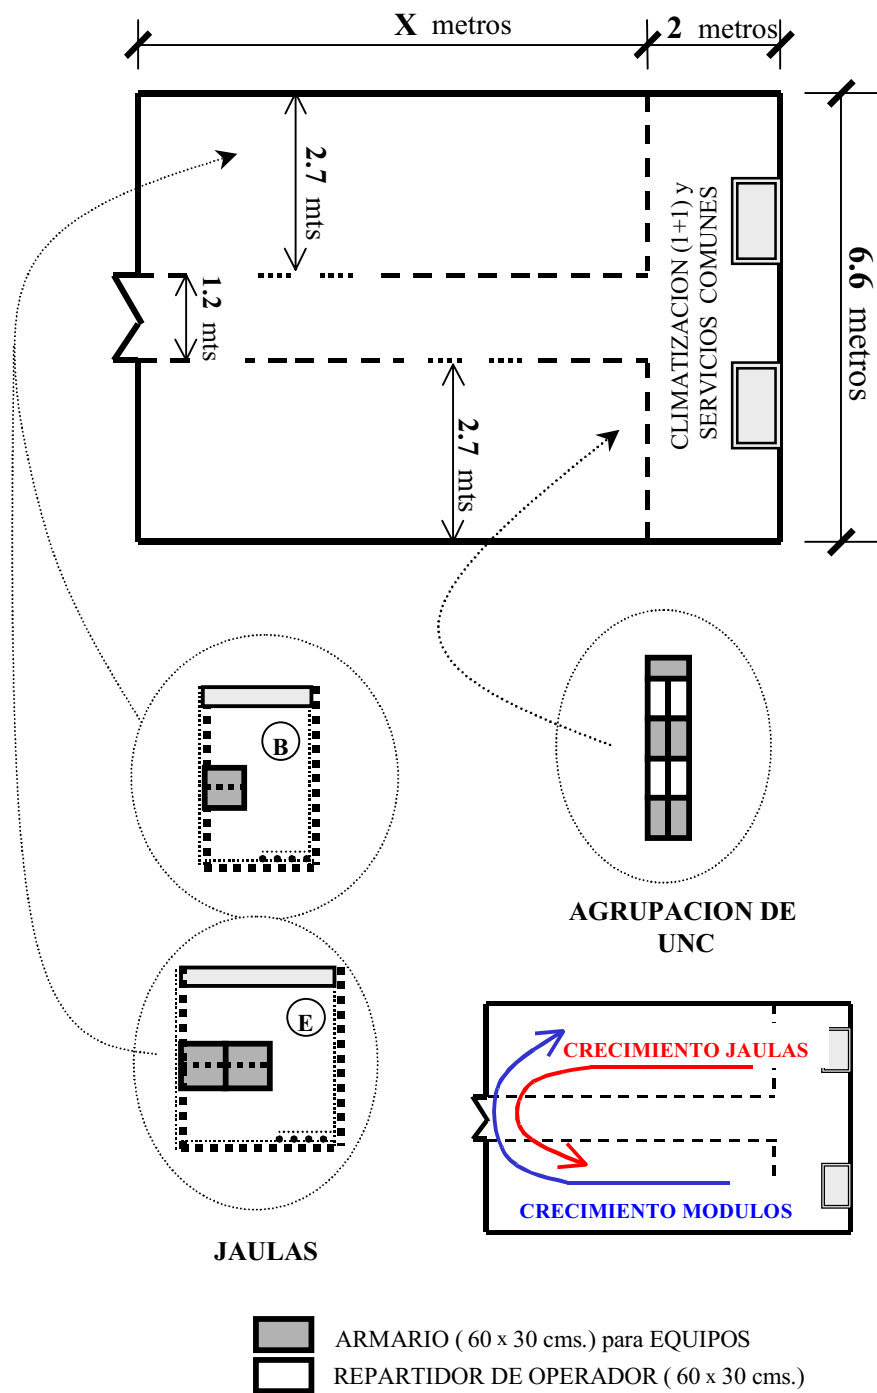 X metros
2 metros
2.7 mts
1.2 mts
2.7 mts
CLIMATIZACION (1+1) y
SERVICIOS COMUNES
6.6 metros
B
AGRUPACION DE
UNC
E
JAULAS
CRECIMIENTO JAULAS
CRECIMIENTO MODULOS
ARMARIO ( 60 x 30 cms.) para EQUIPOS
REPARTIDOR DE OPERADOR ( 60 x 30 cms.)